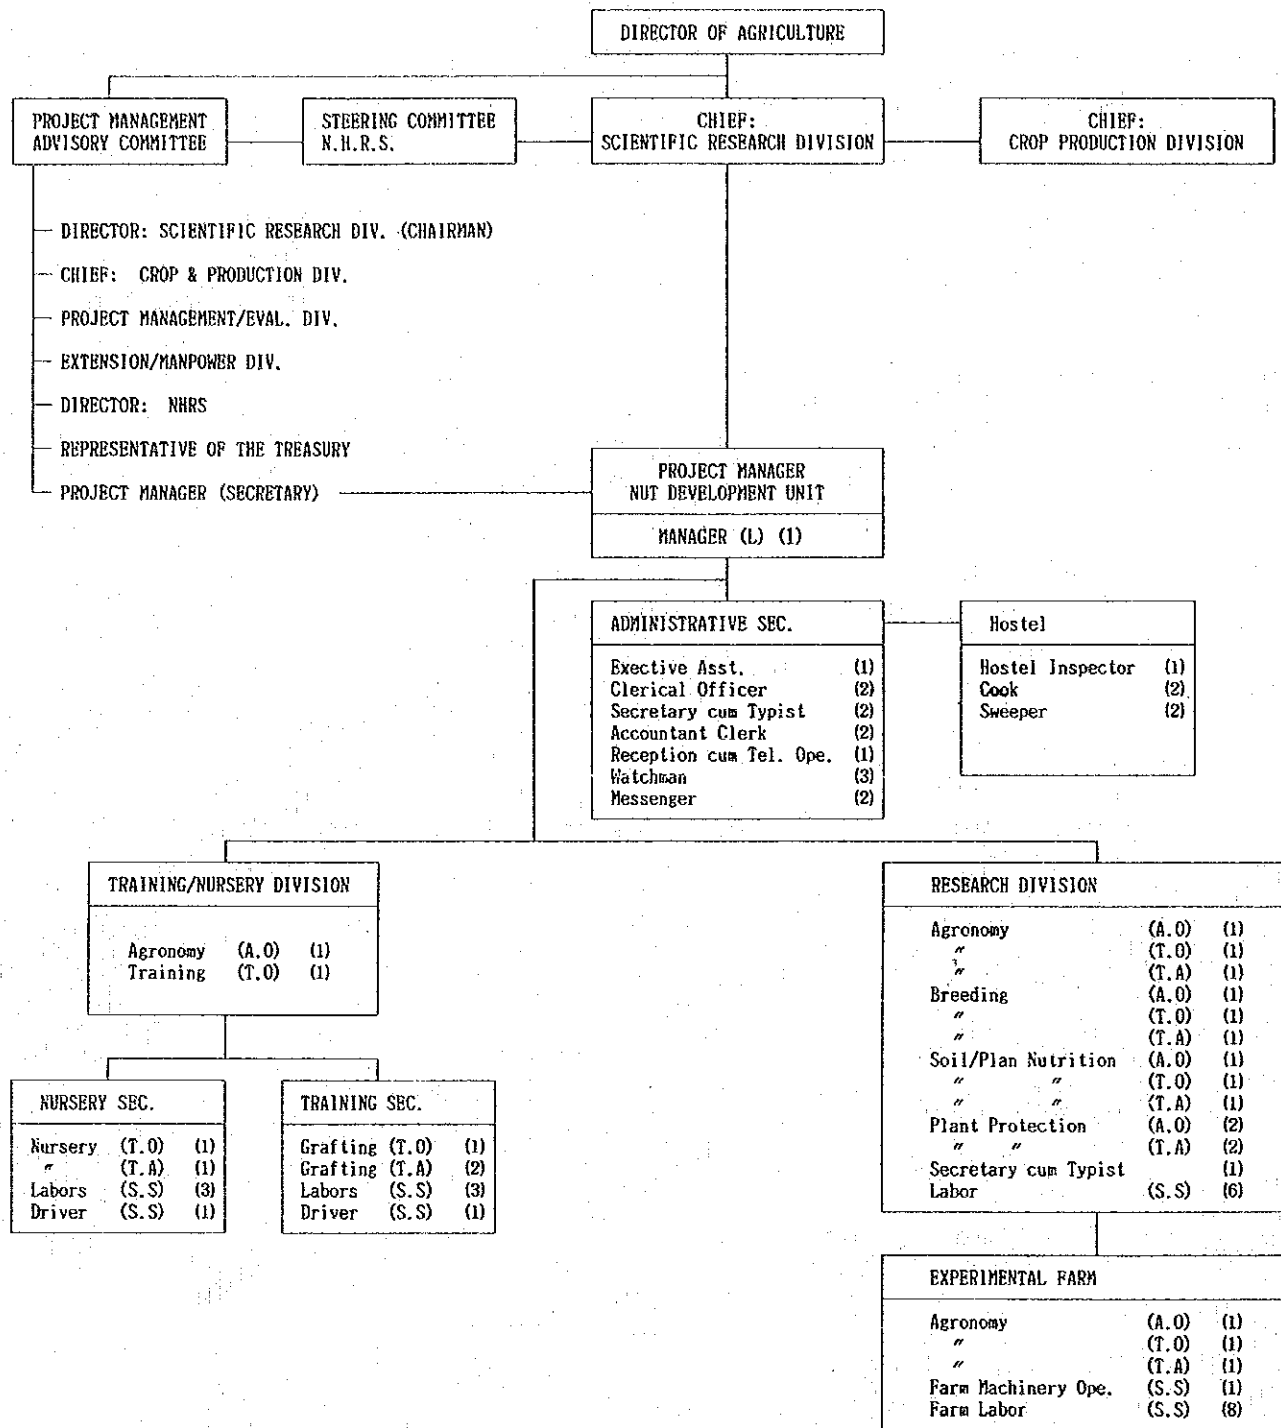 DIRECTOR OF AGRICULTURE
PROJECT MANAGEMENT
ADVISORY COMMITTEE
STEERING COMMITTEE
N.H.R.S.
CHIEF:
SCIENTIFIC RESEARCH DIVISION
CHIEF:
CROP PRODUCTION DIVISION
DIRECTOR: SCIENTIFIC RESEARCH DIV. (CHAIRMAN)
CHIEF: CROP & PRODUCTION DIV.
PROJECT MANAGEMENT/EVAL. DIV.
EXTENSION/MANPOWER DIV.
DIRECTOR: NHRS
REPRESENTATIVE OF THE TREASURY
PROJECT MANAGER (SECRETARY)
PROJECT MANAGER
NUT DEVELOPMENT UNIT
MANAGER (L) (1)
ADMINISTRATIVE SEC.
Exective Asst. (1)
Clerical Officer (2)
Secretary cum Typist (2)
Accountant Clerk (2)
Reception cum Tel. Ope. (1)
Watchman (3)
Messenger (2)
Hostel
Hostel Inspector (1)
Cook (2)
Sweeper (2)
TRAINING/NURSERY DIVISION
Agronomy (A.O) (1)
Training (T.O) (1)
NURSERY SEC.
Nursery (T.O) (1)
〃 (T.A) (1)
Labors (S.S) (3)
Driver (S.S) (1)
TRAINING SEC.
Grafting (T.O) (1)
Grafting (T.A) (2)
Labors (S.S) (3)
Driver (S.S) (1)
RESEARCH DIVISION
Agronomy (A.O) (1)
〃 (T.O) (1)
〃 (T.A) (1)
Breeding (A.O) (1)
〃 (T.O) (1)
〃 (T.A) (1)
Soil/Plan Nutrition (A.O) (1)
〃 〃 (T.O) (1)
〃 〃 (T.A) (1)
Plant Protection (A.O) (2)
〃 〃 (T.A) (2)
Secretary cum Typist (1)
Labor (S.S) (6)
EXPERIMENTAL FARM
Agronomy (A.O) (1)
〃 (T.O) (1)
〃 (T.A) (1)
Farm Machinery Ope. (S.S) (1)
Farm Labor (S.S) (8)